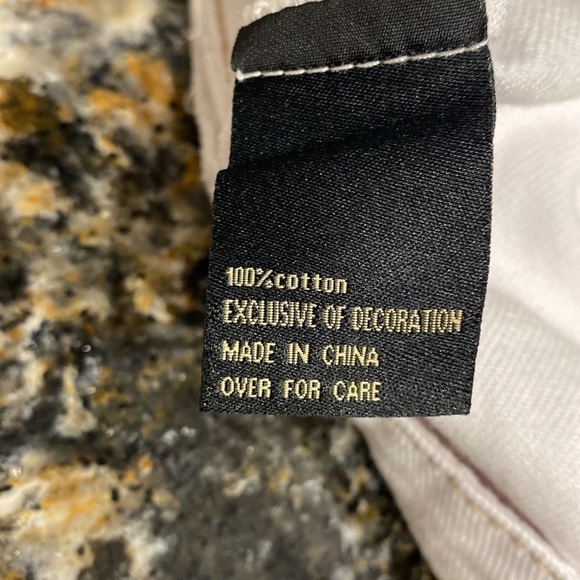 100%cotton
EXCLUSIVE OF DECORATION
MADE IN CHINA
OVER FOR CARE